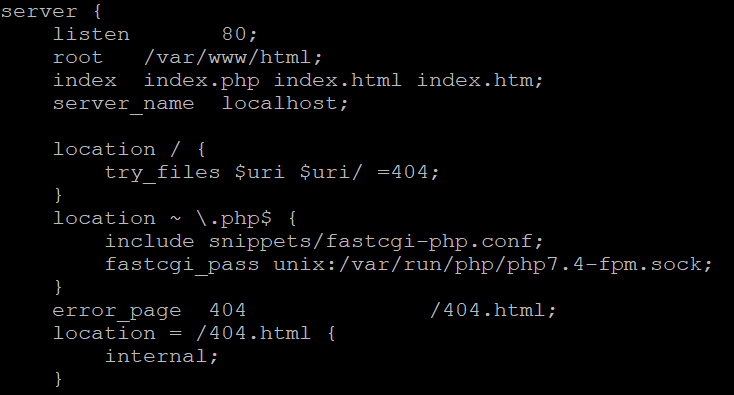 server {
    listen       80;
    root   /var/www/html;
    index  index.php index.html index.htm;
    server_name  localhost;

    location / {
        try_files $uri $uri/ =404;
    }
    location ~ \.php$ {
        include snippets/fastcgi-php.conf;
        fastcgi_pass unix:/var/run/php/php7.4-fpm.sock;
    }
    error_page  404              /404.html;
    location = /404.html {
        internal;
    }